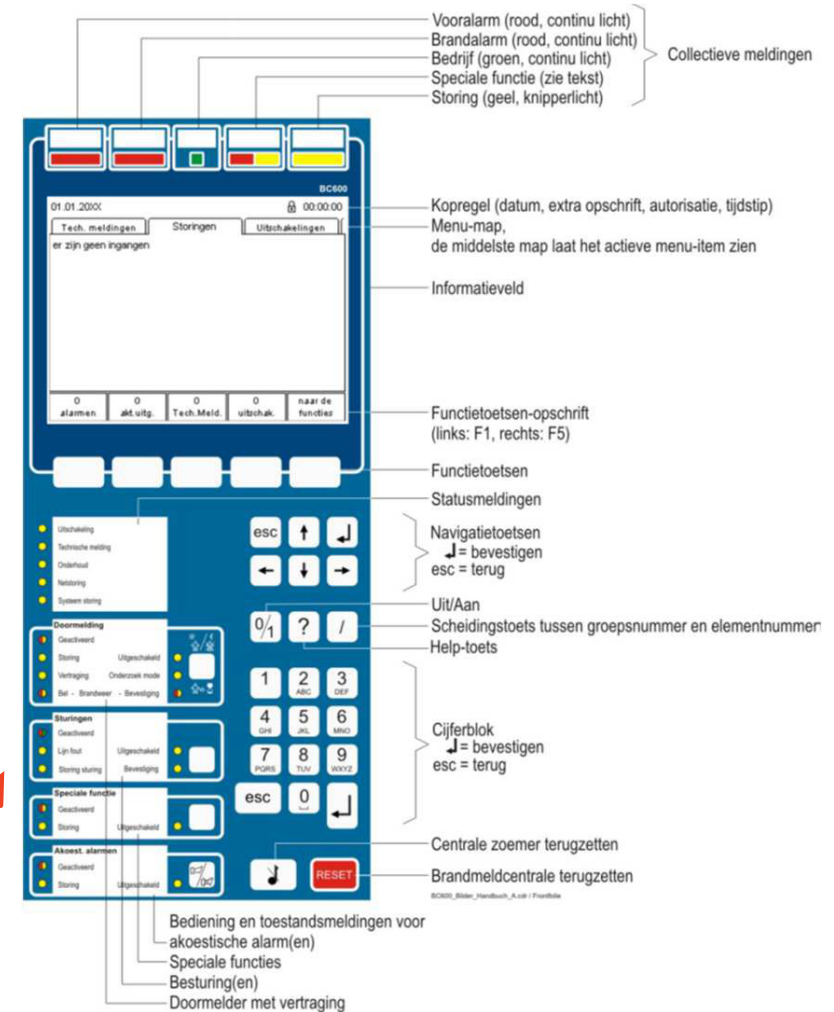 Vooralarm (rood, continu licht)
Brandalarm (rood, continu licht)
Bedrijf (groen, continu licht)
Speciale functie (zie tekst)
Storing (geel, knipperlicht)
Collectieve meldingen
BC600
01.01.20XX 00:00:00
Tech. meldingen Storingen Uitschakelingen
er zijn geen ingangen
0 0 0 0 naar de
alarmen akt.uitg. Tech.Meld. uitschak. functies
Kopregel (datum, extra opschrift, autorisatie, tijdstip)
Menu-map,
de middelste map laat het actieve menu-item zien
Informatieveld
Functietoetsen-opschrift
(links: F1, rechts: F5)
Functietoetsen
Statusmeldingen
Uitschakeling
Technische melding
Onderhoud
Netstoring
Systeem storing
esc ↑ ↲
← ↓ →
Navigatietoetsen
↲ = bevestigen
esc = terug
Doormelding
Geactiveerd
Storing Uitgeschakeld
Vertraging Onderzoek mode
Bel - Brandweer - Bevestiging
0/1 ? /
Uit/Aan
Scheidingstoets tussen groepsnummer en elementnummer
Help-toets
Sturingen
Geactiveerd
Lijn fout Uitgeschakeld
Storing sturing Bevestiging
Speciale functie
Geactiveerd
Storing Uitgeschakeld
Akoest. alarmen
Geactiveerd
Storing Uitgeschakeld
1 2 3
ABC DEF
4 5 6
GHI JKL MNO
7 8 9
PQRS TUV WXYZ
esc 0 ↲
Cijferblok
↲ = bevestigen
esc = terug
RESET
Centrale zoemer terugzetten
Brandmeldcentrale terugzetten
BC600_Bilder_Handbuch_A.cdr / Frontfolie
Bediening en toestandsmeldingen voor
akoestische alarm(en)
Speciale functies
Besturing(en)
Doormelder met vertraging